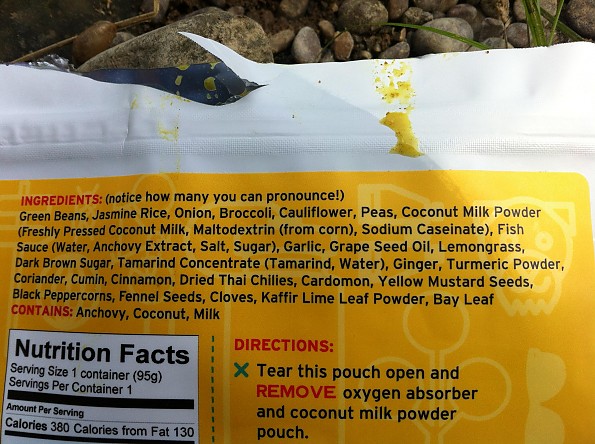 INGREDIENTS: (notice how many you can pronounce!)
Green Beans, Jasmine Rice, Onion, Broccoli, Cauliflower, Peas, Coconut Milk Powder
(Freshly Pressed Coconut Milk, Maltodextrin (from corn), Sodium Caseinate), Fish
Sauce (Water, Anchovy Extract, Salt, Sugar), Garlic, Grape Seed Oil, Lemongrass,
Dark Brown Sugar, Tamarind Concentrate (Tamarind, Water), Ginger, Turmeric Powder,
Coriander, Cumin, Cinnamon, Dried Thai Chilies, Cardomon, Yellow Mustard Seeds,
Black Peppercorns, Fennel Seeds, Cloves, Kaffir Lime Leaf Powder, Bay Leaf
CONTAINS: Anchovy, Coconut, Milk
Nutrition Facts
Serving Size 1 container (95g)
Servings Per Container 1
Amount Per Serving
Calories 380 Calories from Fat 130
DIRECTIONS:
X Tear this pouch open and
REMOVE oxygen absorber
and coconut milk powder
pouch.